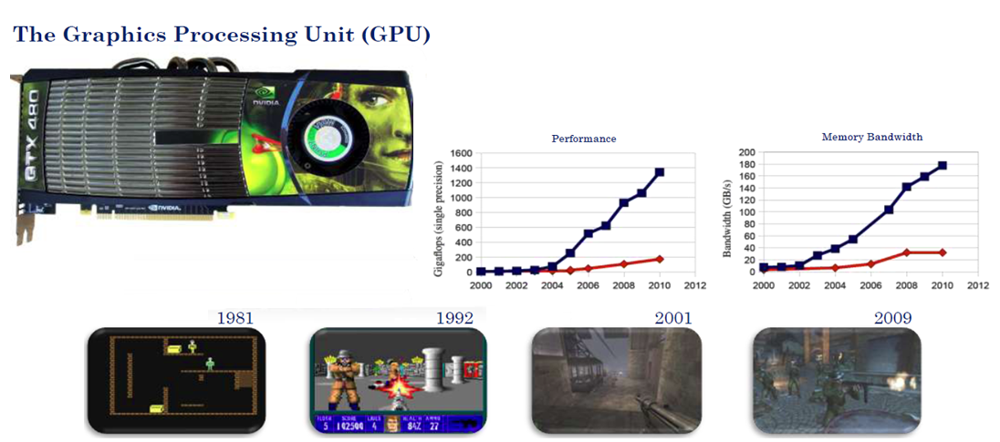 The Graphics Processing Unit (GPU)
GTX 480
NVIDIA.
NVIDIA.
Performance
Gigaflops (single precision)
1600
1400
1200
1000
800
600
400
200
0
2000 2002 2004 2006 2008 2010 2012
Memory Bandwidth
Bandwidth (GB/s)
200
180
160
140
120
100
80
60
40
20
0
2000 2002 2004 2006 2008 2010 2012
1981
1992
2001
2009
FLOOR SCORE LIVES HEALTH AMMO
5 102500 4 84% 27